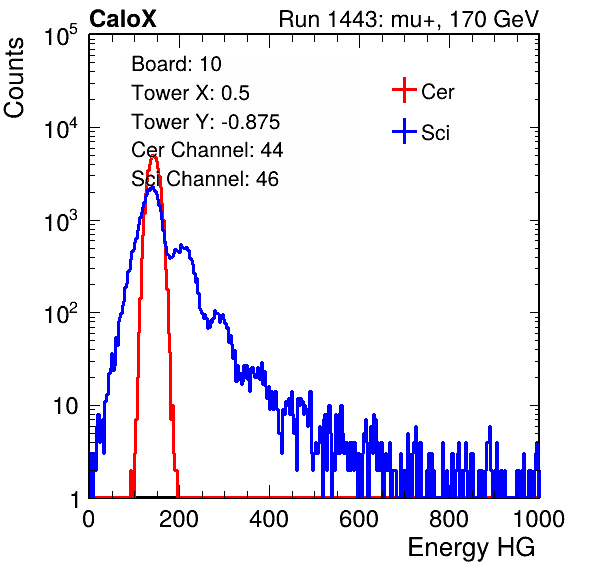 CaloX Run 1443: mu+, 170 GeV
Counts
Board: 10
Tower X: 0.5
Tower Y: -0.875
Cer Channel: 44
Sci Channel: 46
Cer
Sci
10^5
10^4
10^3
10^2
10
1
0 200 400 600 800 1000
Energy HG